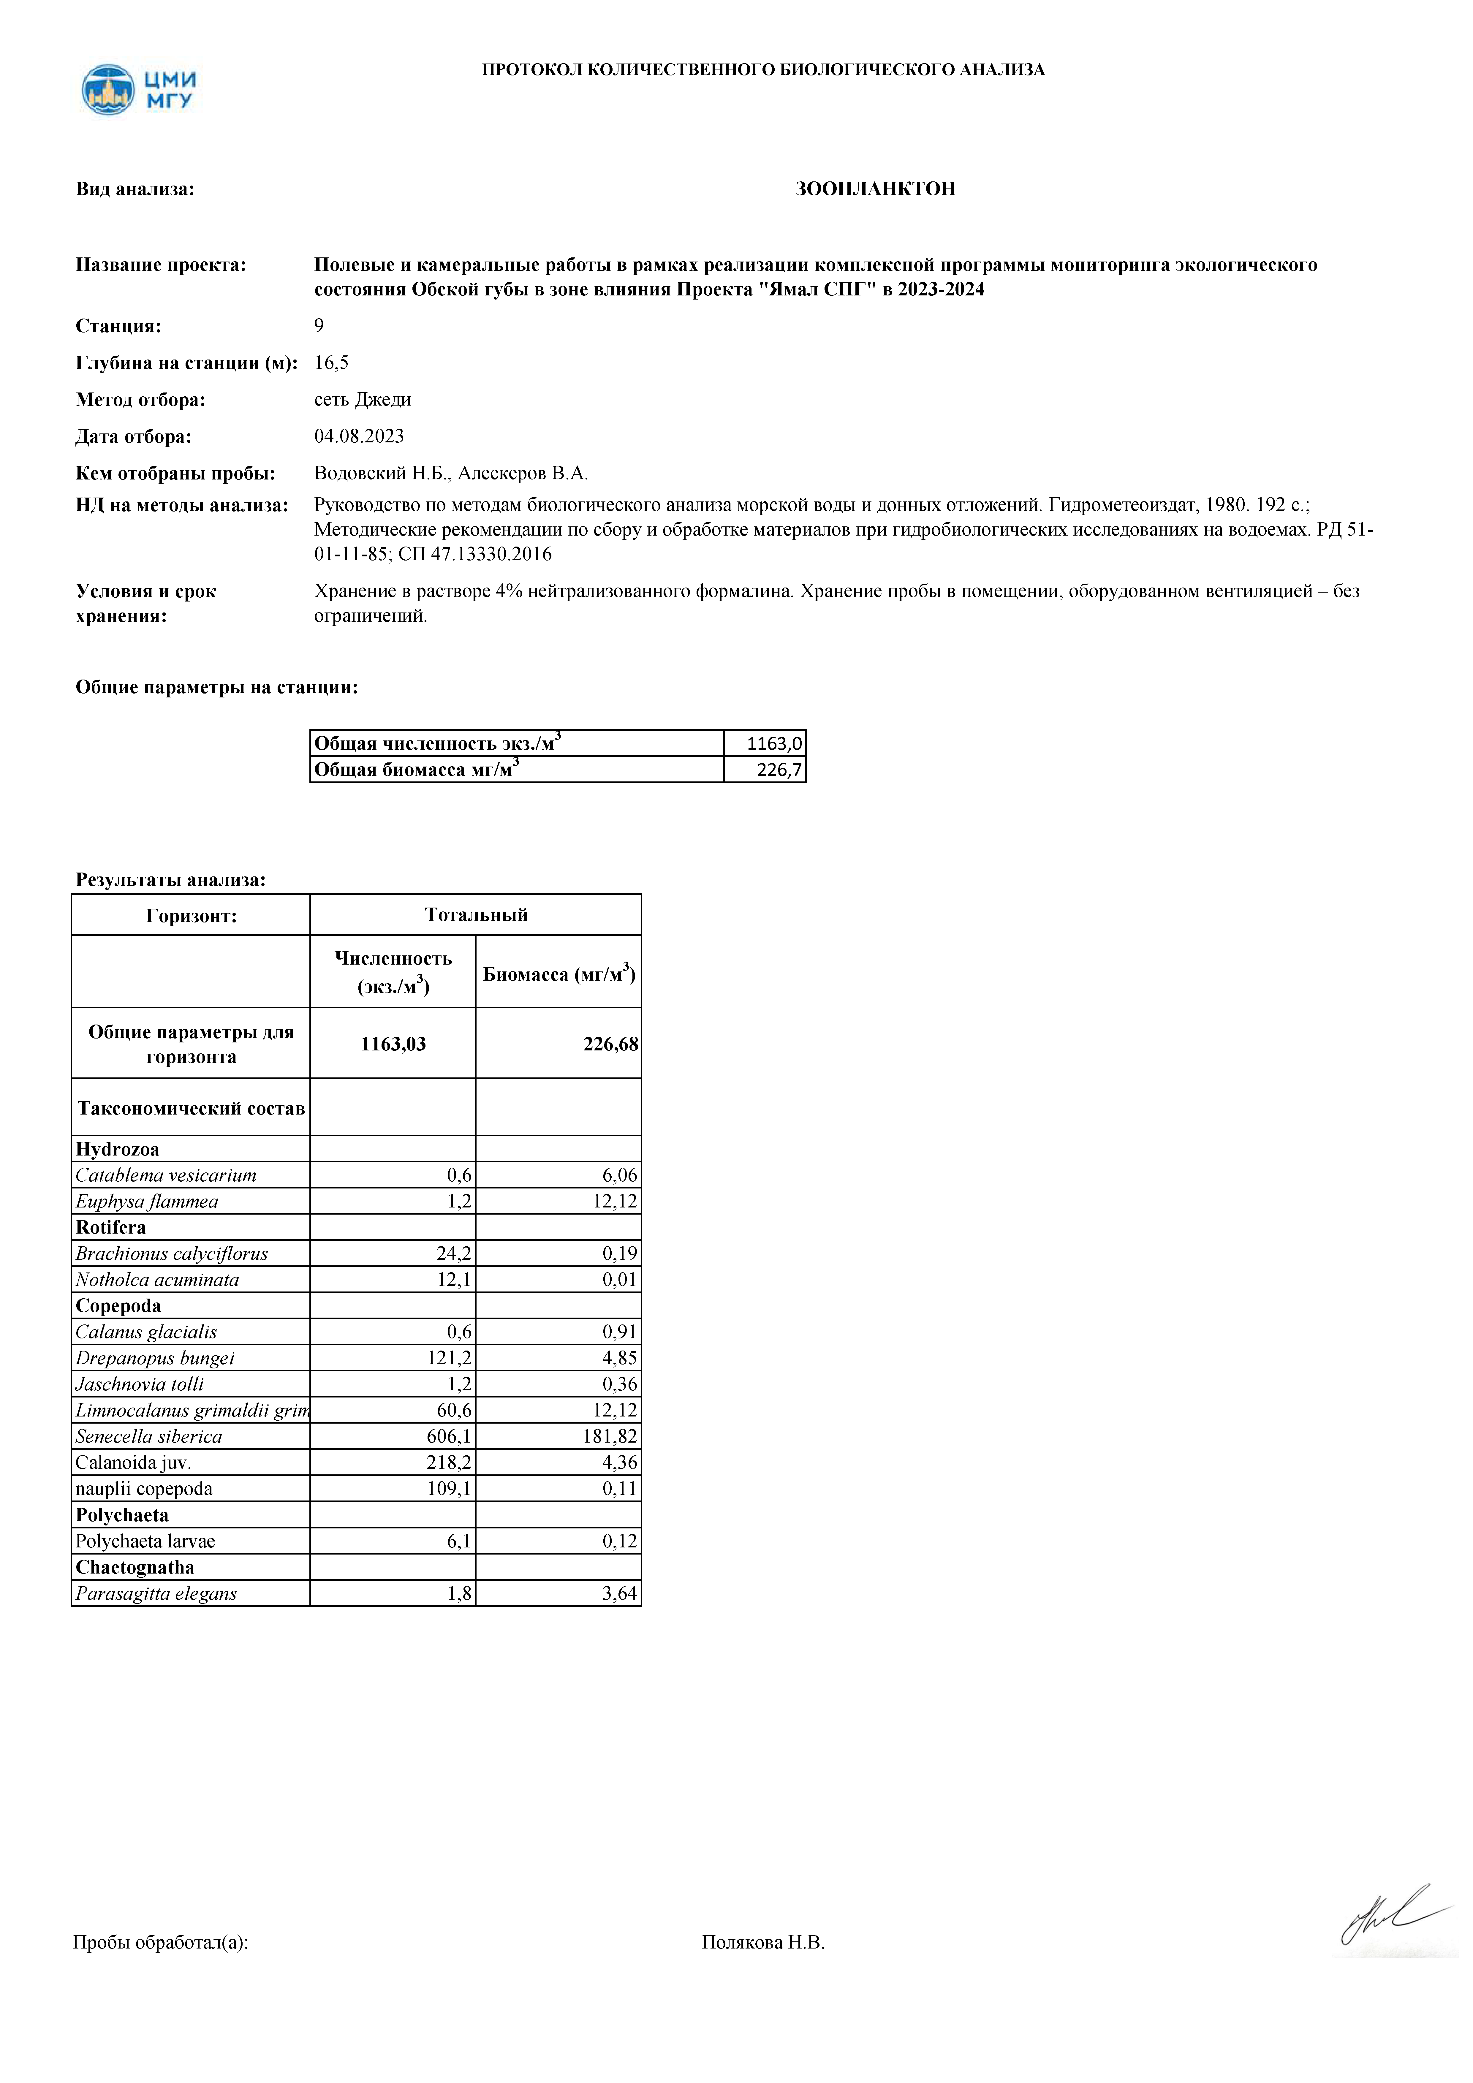 ЦМИ
МГУ
ПРОТОКОЛ КОЛИЧЕСТВЕННОГО БИОЛОГИЧЕСКОГО АНАЛИЗА
Вид анализа: ЗООПЛАНКТОН
Название проекта: Полевые и камеральные работы в рамках реализации комплексной программы мониторинга экологического
состояния Обской губы в зоне влияния Проекта "Ямал СПГ" в 2023-2024
Станция: 9
Глубина на станции (м): 16,5
Метод отбора: сеть Джеди
Дата отбора: 04.08.2023
Кем отобраны пробы: Водовский Н.Б., Алескеров В.А.
НД на методы анализа: Руководство по методам биологического анализа морской воды и донных отложений. Гидрометеоиздат, 1980. 192 с.;
Методические рекомендации по сбору и обработке материалов при гидробиологических исследованиях на водоемах. РД 51-
01-11-85; СП 47.13330.2016
Условия и срок Хранение в растворе 4% нейтрализованного формалина. Хранение пробы в помещении, оборудованном вентиляцией – без
хранения: ограничений.
Общие параметры на станции:
Общая численность экз./м³ 1163,0
Общая биомасса мг/м³ 226,7
Результаты анализа:
Горизонт: Тотальный
Численность
(экз./м³) Биомасса (мг/м³)
Общие параметры для
горизонта 1163,03 226,68
Таксономический состав
Hydrozoa
Catablema vesicarium 0,6 6,06
Euphysa flammea 1,2 12,12
Rotifera
Brachionus calyciflorus 24,2 0,19
Notholca acuminata 12,1 0,01
Copepoda
Calanus glacialis 0,6 0,91
Drepanopus bungei 121,2 4,85
Jaschnovia tolli 1,2 0,36
Limnocalanus grimaldii grim 60,6 12,12
Senecella siberica 606,1 181,82
Calanoida juv. 218,2 4,36
nauplii copepoda 109,1 0,11
Polychaeta
Polychaeta larvae 6,1 0,12
Chaetognatha
Parasagitta elegans 1,8 3,64
Пробы обработал(а): Полякова Н.В.